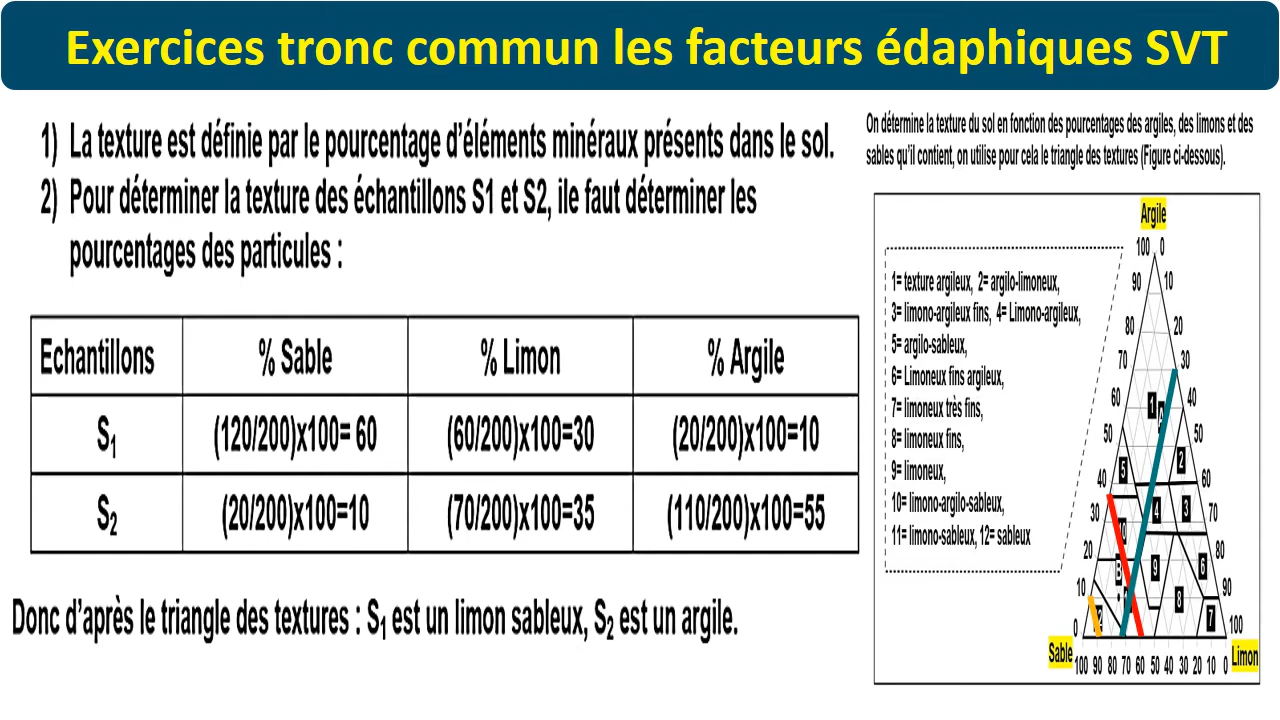 Exercices tronc commun les facteurs édaphiques SVT
1) La texture est définie par le pourcentage d'éléments minéraux présents dans le sol.
2) Pour déterminer la texture des échantillons S1 et S2, ile faut déterminer les
pourcentages des particules :
Echantillons % Sable % Limon % Argile
S₁ (120/200)x100= 60 (60/200)x100=30 (20/200)x100=10
S₂ (20/200)x100=10 (70/200)x100=35 (110/200)x100=55
Donc d'après le triangle des textures : S₁ est un limon sableux, S₂ est un argile.
On détermine la texture du sol en fonction des pourcentages des argiles, des limons et des
sables qu'il contient, on utilise pour cela le triangle des textures (Figure ci-dessous).
1= texture argileux, 2= argilo-limoneux,
3= limono-argileux fins, 4= Limono-argileux,
5= argilo-sableux,
6= Limoneux fins argileux,
7= limoneux très fins,
8= limoneux fins,
9= limoneux,
10= limono-argilo-sableux,
11= limono-sableux, 12= sableux
Argile
100 0
90 10
80 20
70 30
60 40
1
50 50
2
5
40 60
4 3
30 70
20 80
9 6
10 90
8
7
0 100
Sable Limon
100 90 80 70 60 50 40 30 20 10 0